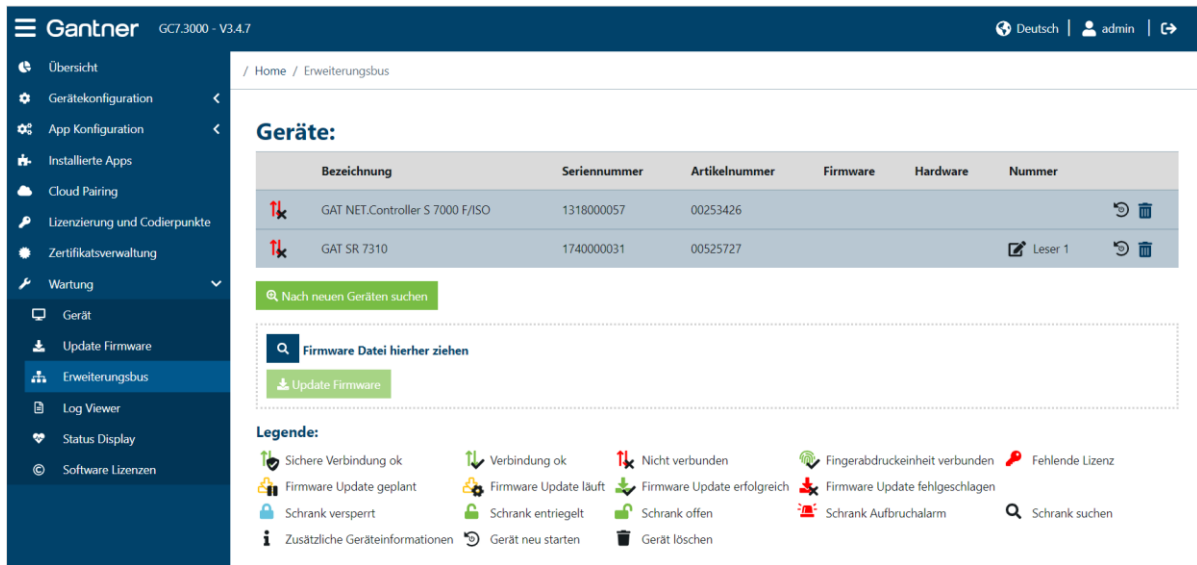 Gantner GC7.3000 - V3.4.7 Deutsch | admin |
Übersicht
Gerätekonfiguration
App Konfiguration
Installierte Apps
Cloud Pairing
Lizenzierung und Codierpunkte
Zertifikatsverwaltung
Wartung
Gerät
Update Firmware
Erweiterungsbus
Log Viewer
Status Display
Software Lizenzen
/ Home / Erweiterungsbus
Geräte:
Bezeichnung Seriennummer Artikelnummer Firmware Hardware Nummer
GAT NET.Controller S 7000 F/ISO 1318000057 00253426
GAT SR 7310 1740000031 00525727 Leser 1
Nach neuen Geräten suchen
Firmware Datei hierher ziehen
Update Firmware
Legende:
Sichere Verbindung ok Verbindung ok Nicht verbunden Fingerabdruckeinheit verbunden Fehlende Lizenz
Firmware Update geplant Firmware Update läuft Firmware Update erfolgreich Firmware Update fehlgeschlagen
Schrank versperrt Schrank entriegelt Schrank offen Schrank Aufbruchalarm Schrank suchen
Zusätzliche Geräteinformationen Gerät neu starten Gerät löschen